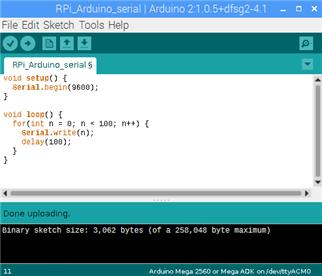 RPi_Arduino_serial | Arduino 2:1.0.5+dfsg2-4.1
File Edit Sketch Tools Help
RPi_Arduino_serial §
void setup() {
  Serial.begin(9600);
}
void loop() {
  for(int n = 0; n < 100; n++) {
    Serial.write(n);
    delay(100);
  }
}
Done uploading.
Binary sketch size: 3,062 bytes (of a 258,048 byte maximum)
11 Arduino Mega 2560 or Mega ADK on /dev/ttyACM0